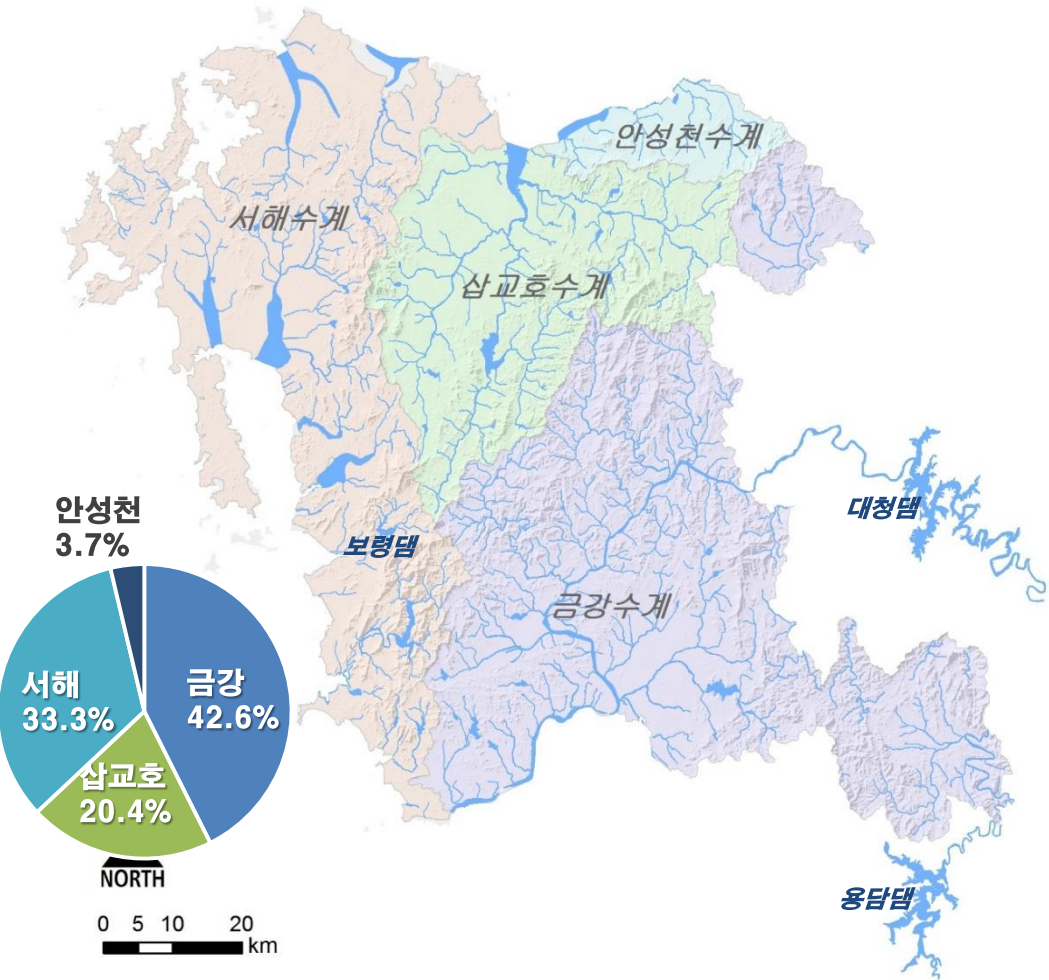 안성천수계
서해수계
삽교호수계
대청댐
안성천
3.7%
보령댐
금강수계
서해
33.3%
금강
42.6%
삽교호
20.4%
NORTH
용담댐
0 5 10 20
km